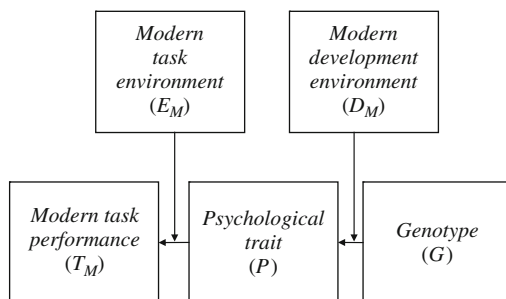 Modern
task
environment
(E_M)
Modern
development
environment
(D_M)
Modern task
performance
(T_M)
Psychological
trait
(P)
Genotype
(G)